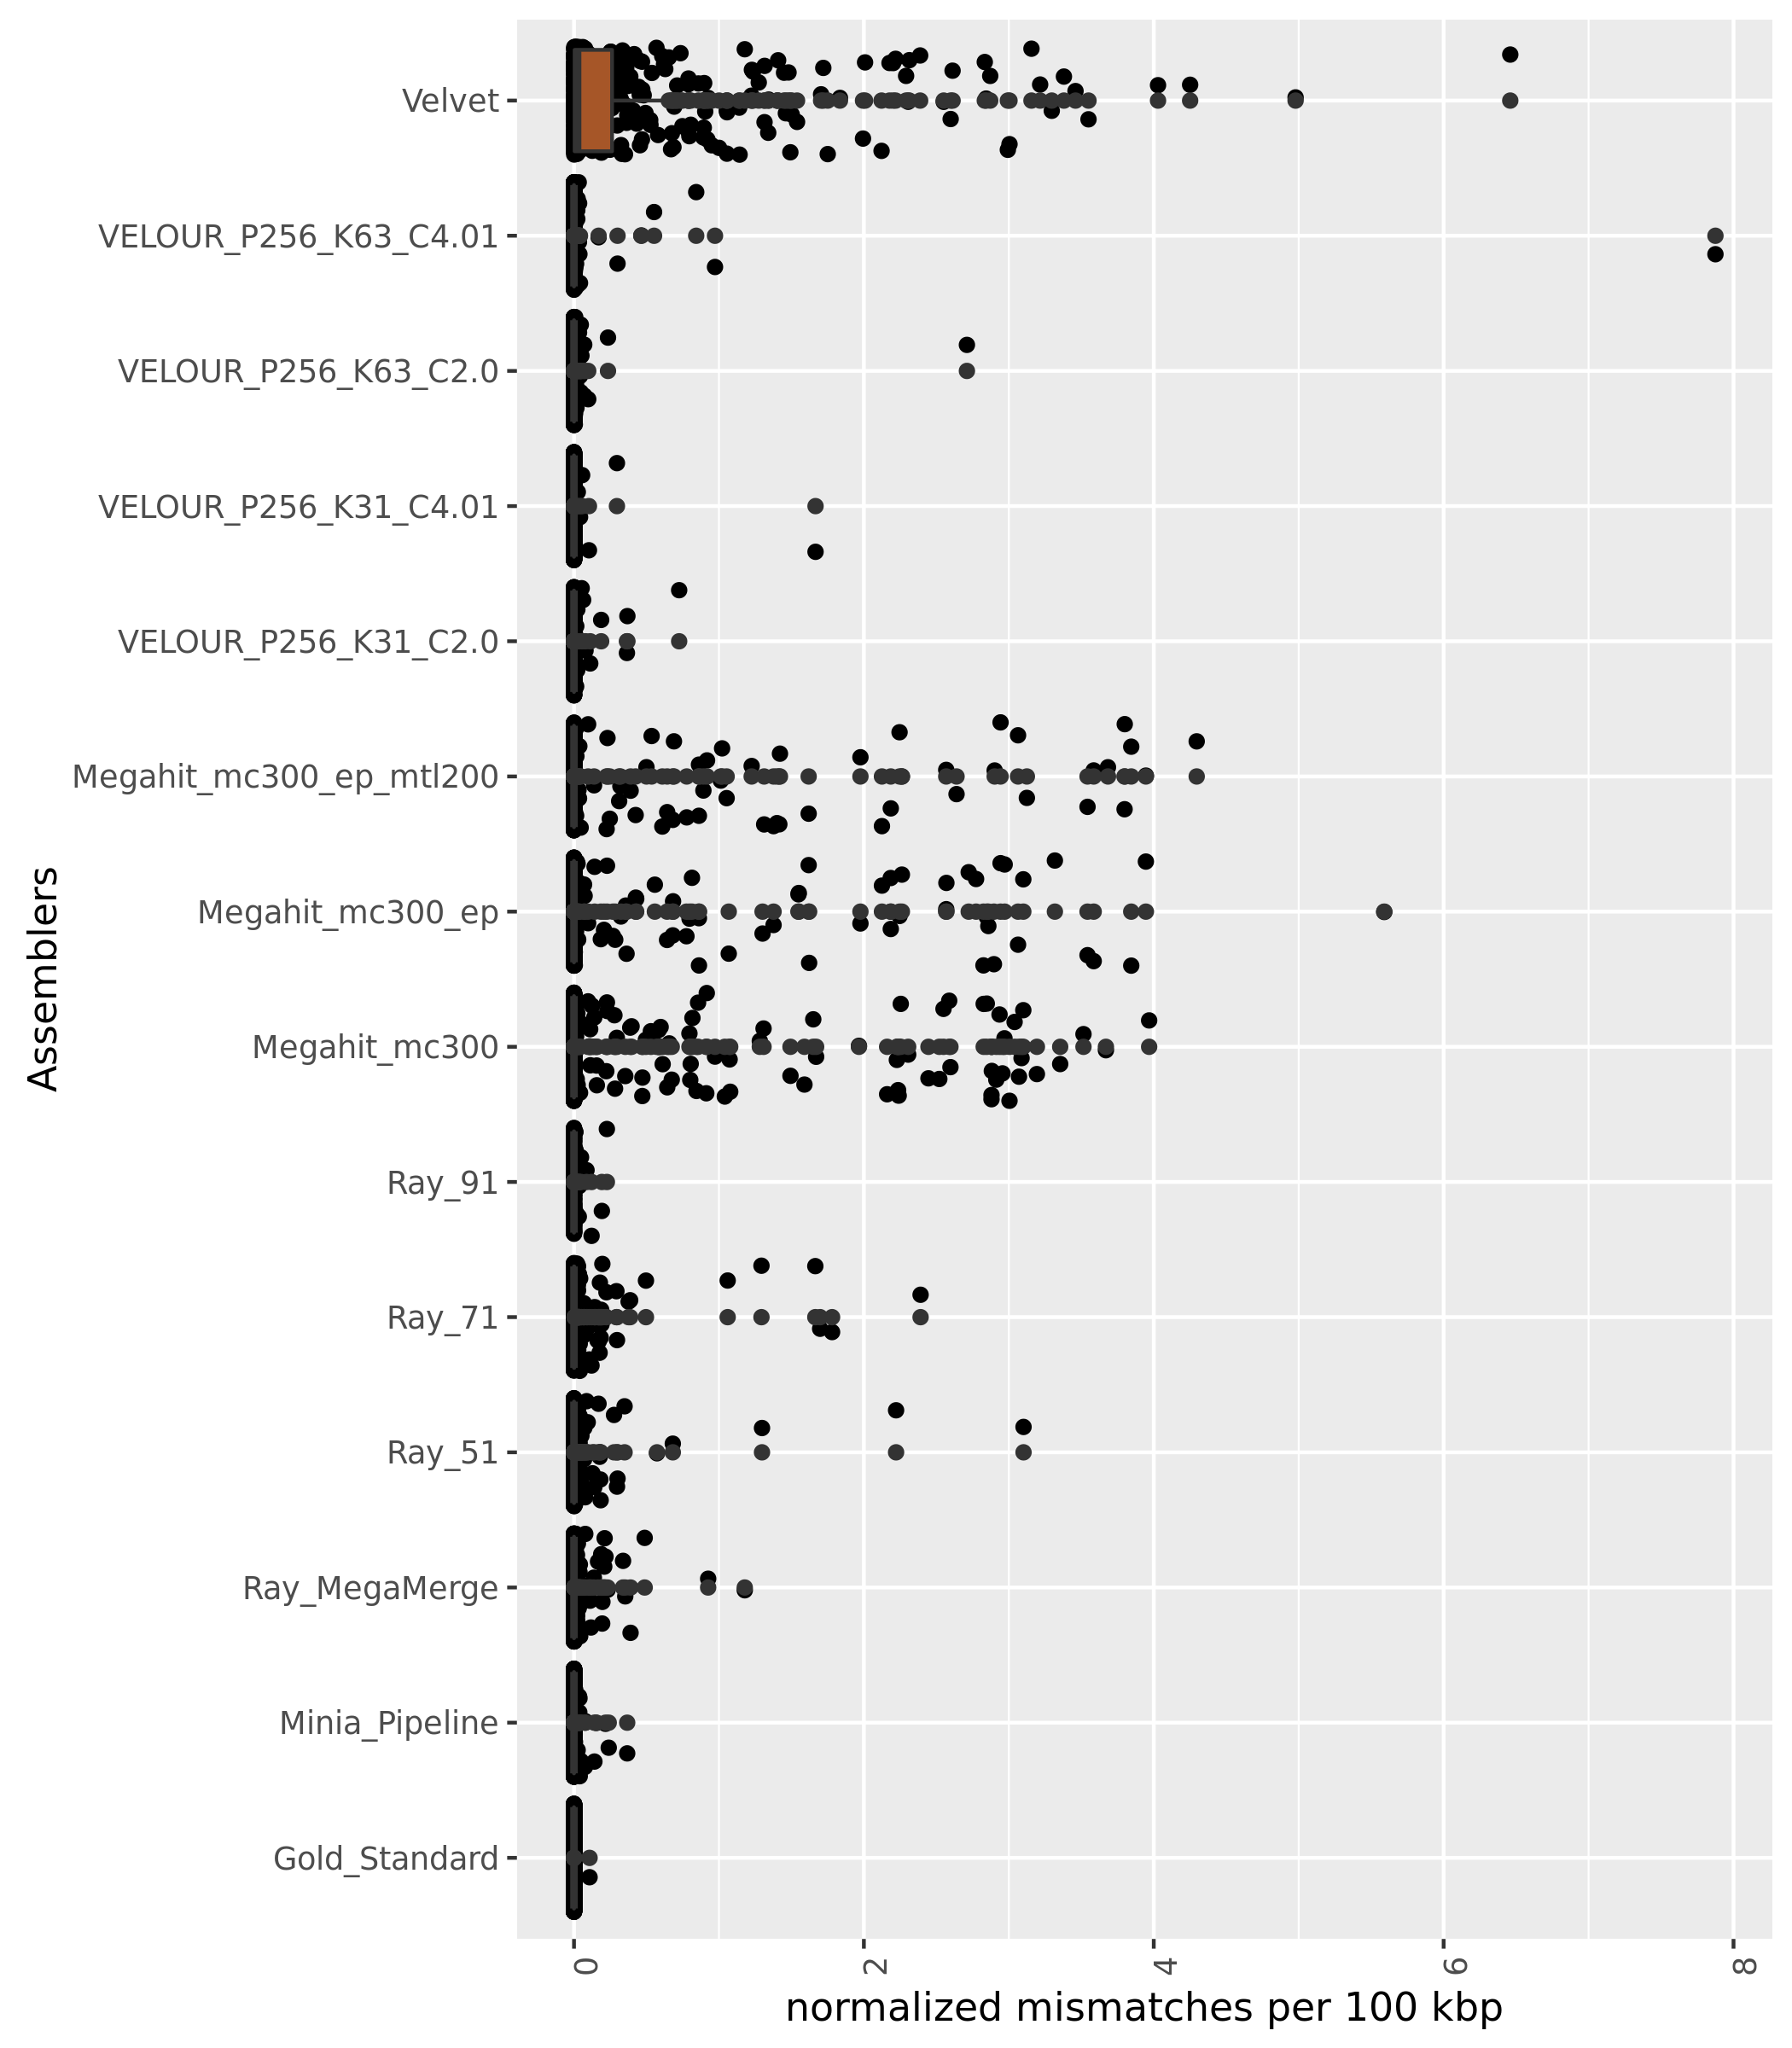 Velvet
VELOUR_P256_K63_C4.01
VELOUR_P256_K63_C2.0
VELOUR_P256_K31_C4.01
VELOUR_P256_K31_C2.0
Megahit_mc300_ep_mtl200
Megahit_mc300_ep
Megahit_mc300
Ray_91
Ray_71
Ray_51
Ray_MegaMerge
Minia_Pipeline
Gold_Standard
Assemblers
0 2 4 6 8
normalized mismatches per 100 kbp